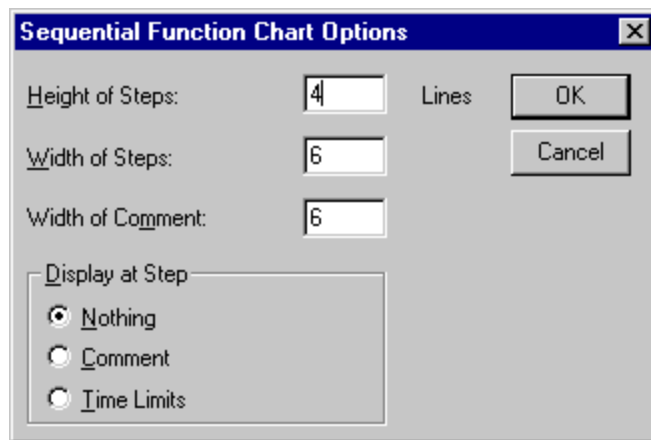 Sequential Function Chart Options
Height of Steps: 4 Lines OK
Width of Steps: 6 Cancel
Width of Comment: 6
Display at Step
Nothing
Comment
Time Limits